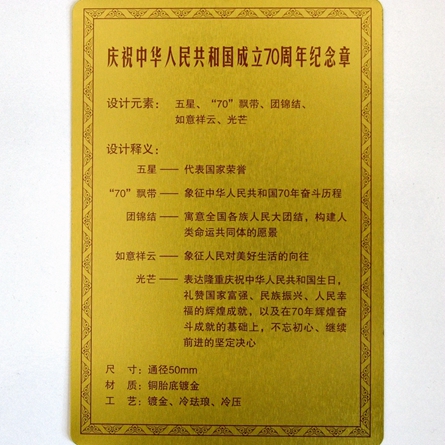 庆祝中华人民共和国成立70周年纪念章
设计元素： 五星、“70”飘带、团锦结、
如意祥云、光芒
设计释义：
五星 —— 代表国家荣誉
“70”飘带 —— 象征中华人民共和国70年奋斗历程
团锦结 —— 寓意全国各族人民大团结，构建人
类命运共同体的愿景
如意祥云 —— 象征人民对美好生活的向往
光芒 —— 表达隆重庆祝中华人民共和国生日，
礼赞国家富强、民族振兴、人民幸
福的辉煌成就，以及在70年辉煌奋
斗成就的基础上，不忘初心、继续
前进的坚定决心
尺 寸：通径50mm
材 质：铜胎底镀金
工 艺：镀金、冷珐琅、冷压